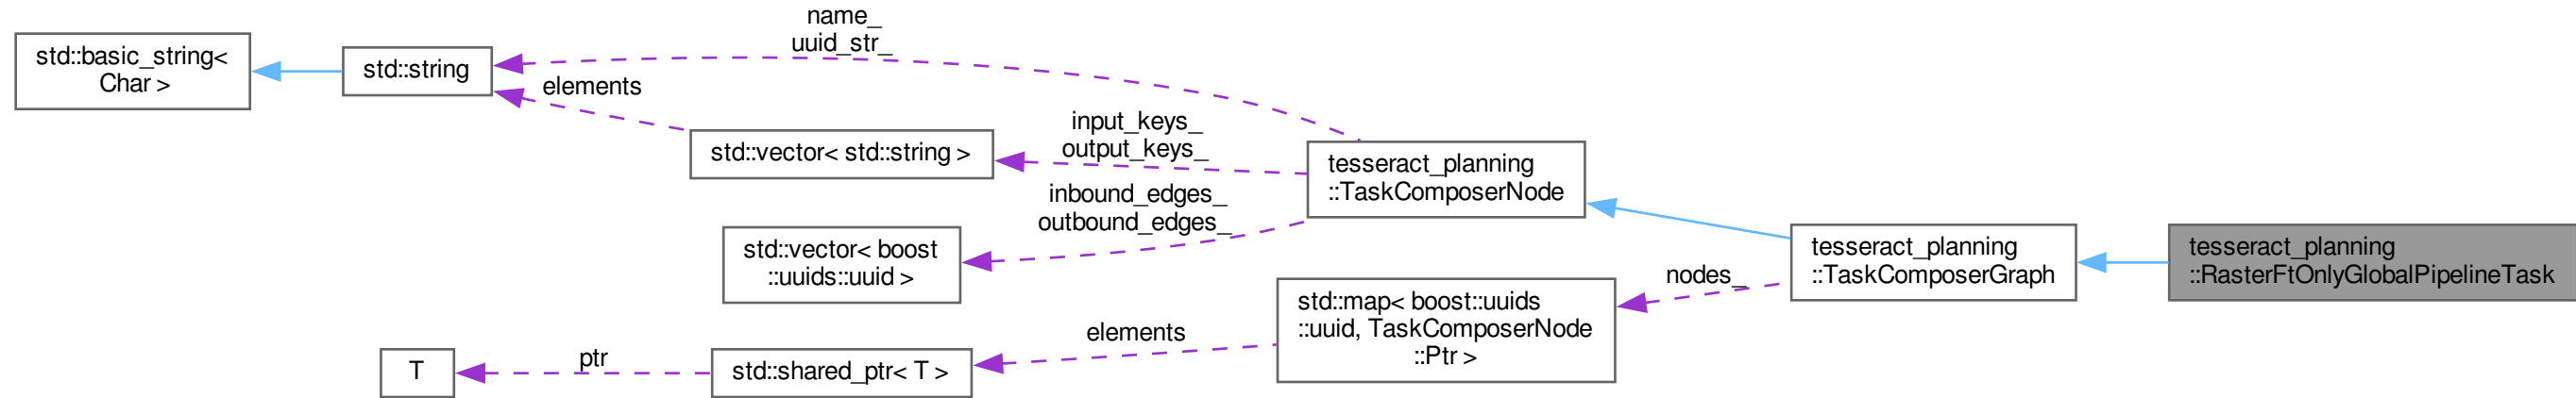 name_
uuid_str_
std::basic_string<
Char >
std::string
elements
input_keys_
output_keys_
std::vector< std::string >
tesseract_planning
::TaskComposerNode
inbound_edges_
outbound_edges_
std::vector< boost
::uuids::uuid >
tesseract_planning
::TaskComposerGraph
tesseract_planning
::RasterFtOnlyGlobalPipelineTask
nodes_
std::map< boost::uuids
::uuid, TaskComposerNode
::Ptr >
elements
std::shared_ptr< T >
ptr
T